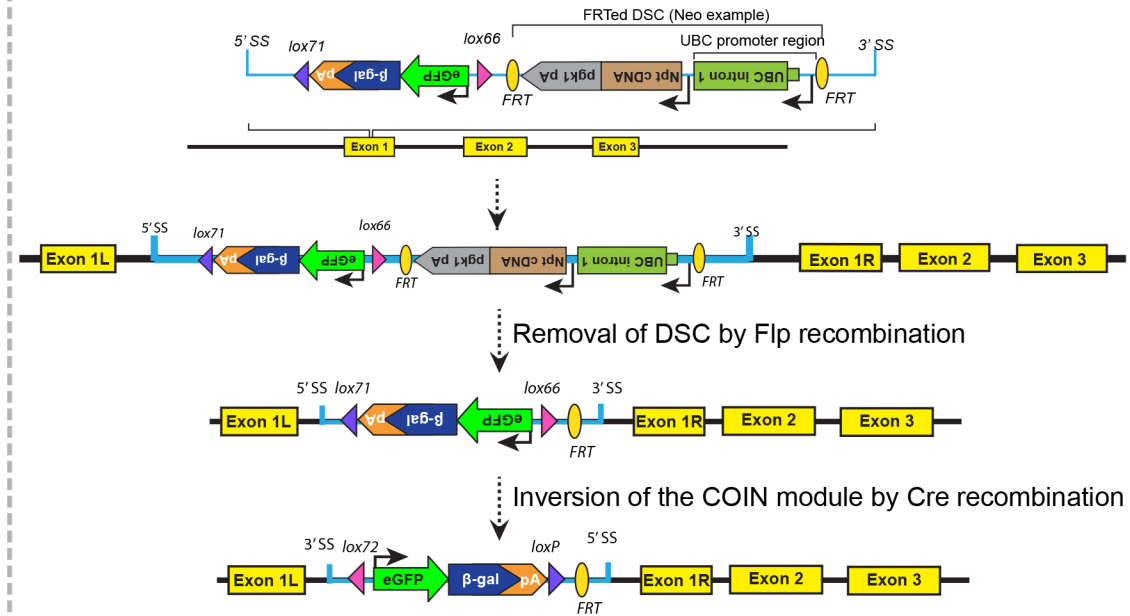 FRTed DSC (Neo example)
5' SS
lox71
lox66
UBC promoter region
3' SS
pA
β-gal
eGFP
FRT
pgk1 pA
Npt cDNA
UBC intron 1
FRT
Exon 1
Exon 2
Exon 3
Exon 1L
5' SS
lox71
pA
β-gal
eGFP
lox66
FRT
pgk1 pA
Npt cDNA
UBC intron 1
FRT
3' SS
Exon 1R
Exon 2
Exon 3
Removal of DSC by Flp recombination
Exon 1L
5' SS
lox71
pA
β-gal
eGFP
lox66
FRT
3' SS
Exon 1R
Exon 2
Exon 3
Inversion of the COIN module by Cre recombination
Exon 1L
3' SS
lox72
eGFP
β-gal
pA
loxP
FRT
5' SS
Exon 1R
Exon 2
Exon 3